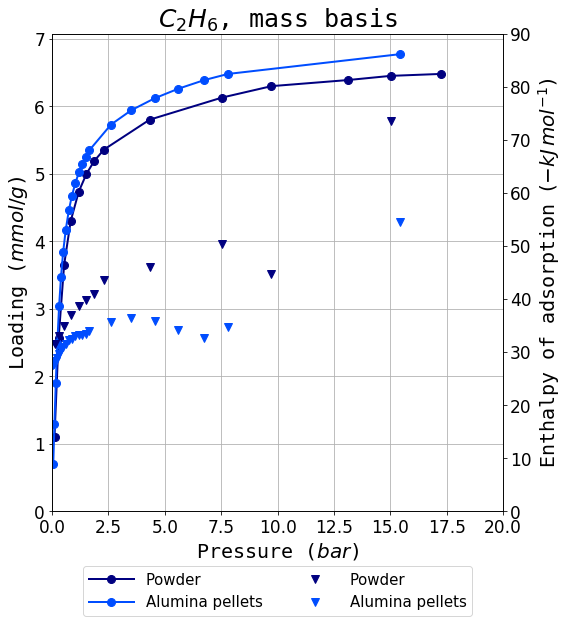 C₂H₆, mass basis
Loading (mmol/g)
7
6
5
4
3
2
1
0
90
80
70
60
50
40
30
20
10
0
Enthalpy of adsorption (−kJmol⁻¹)
0.0 2.5 5.0 7.5 10.0 12.5 15.0 17.5 20.0
Pressure (bar)
Powder Powder
Alumina pellets Alumina pellets